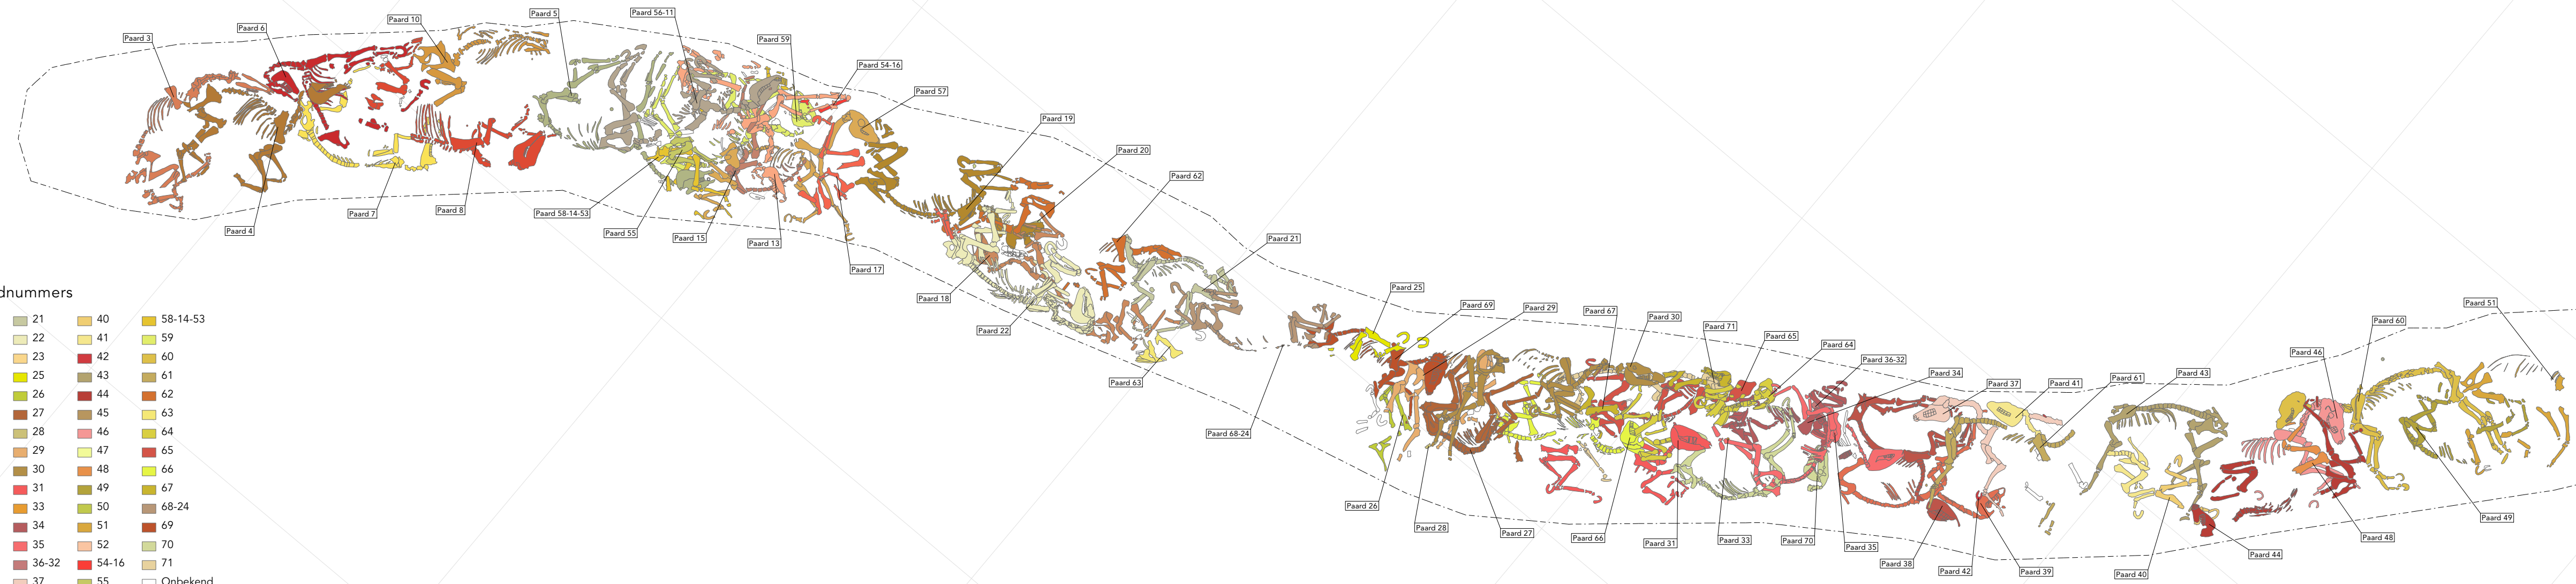 Paard 3
Paard 6
Paard 10
Paard 5
Paard 56-11
Paard 59
Paard 54-16
Paard 57
Paard 19
Paard 20
Paard 62
Paard 21
Paard 4
Paard 7
Paard 8
Paard 58-14-53
Paard 55
Paard 15
Paard 13
Paard 17
Paard 18
Paard 22
Paard 63
Paard 68-24
Paard 25
Paard 69
Paard 29
Paard 67
Paard 30
Paard 71
Paard 65
Paard 64
Paard 36-32
Paard 34
Paard 37
Paard 41
Paard 61
Paard 43
Paard 46
Paard 60
Paard 51
Paard 26
Paard 28
Paard 27
Paard 66
Paard 31
Paard 33
Paard 70
Paard 35
Paard 38
Paard 42
Paard 39
Paard 40
Paard 44
Paard 48
Paard 49
dnummers
21 40 58-14-53
22 41 59
23 42 60
25 43 61
26 44 62
27 45 63
28 46 64
29 47 65
30 48 66
31 49 67
33 50 68-24
34 51 69
35 52 70
36-32 54-16 71
37 55 Onbekend